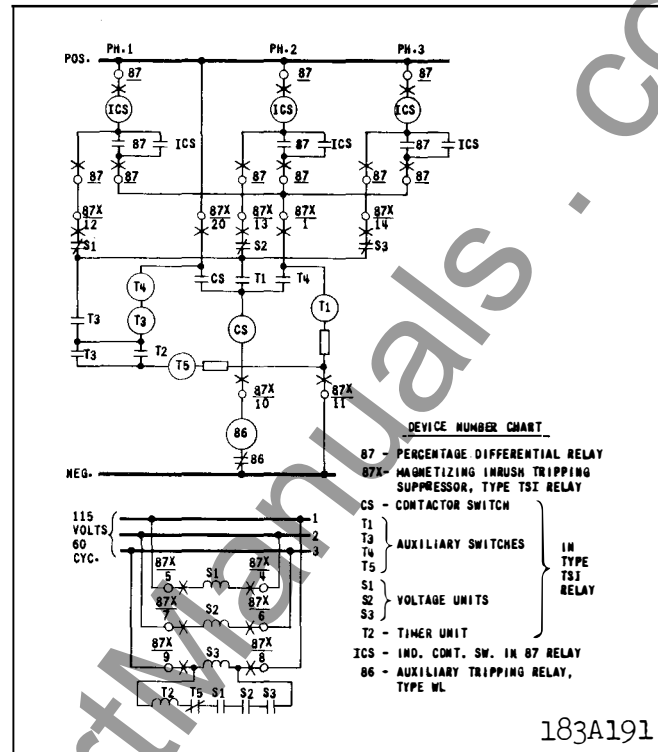 PH.1 PH.2 PH.3
POS.
87 87 87
ICS ICS ICS
87 ICS 87 ICS 87 ICS
87 87 87 87 87 87
87X 87X 87X 87X 87X
12 20 13 1 14
S1 S2 S3
T4 CS T1 T4
T1
T3 T3 CS
T3 T2
T5
87X 87X
10 11
86
86
NEG.
DEVICE NUMBER CHART
87 - PERCENTAGE DIFFERENTIAL RELAY
87X- MAGNETIZING INRUSH TRIPPING
SUPPRESSOR, TYPE TSI RELAY
CS - CONTACTOR SWITCH
T1
T3
T4
T5
AUXILIARY SWITCHES
S1
S2
S3
VOLTAGE UNITS
T2 - TIMER UNIT
IN
TYPE
TSI
RELAY
ICS - IND. CONT. SW. IN 87 RELAY
86 - AUXILIARY TRIPPING RELAY,
TYPE WL
115
VOLTS
60
CYC.
1
2
3
87X S1 87X
5 4
87X S2 87X
7 6
87X S3 87X
9 8
T2 T5 S1 S2 S3
183A191